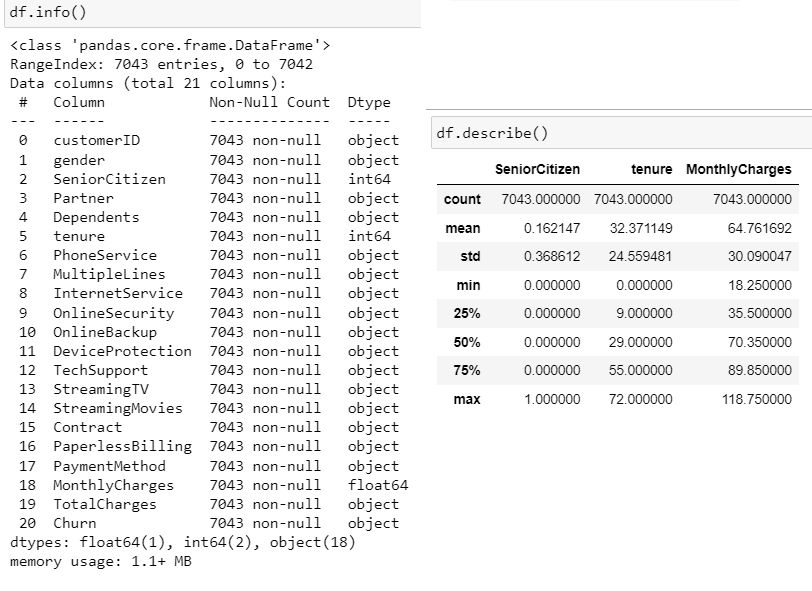 df.info()
<class 'pandas.core.frame.DataFrame'>
RangeIndex: 7043 entries, 0 to 7042
Data columns (total 21 columns):
# Column Non-Null Count Dtype
--- ------ -------------- -----
0 customerID 7043 non-null object
1 gender 7043 non-null object
2 SeniorCitizen 7043 non-null int64
3 Partner 7043 non-null object
4 Dependents 7043 non-null object
5 tenure 7043 non-null int64
6 PhoneService 7043 non-null object
7 MultipleLines 7043 non-null object
8 InternetService 7043 non-null object
9 OnlineSecurity 7043 non-null object
10 OnlineBackup 7043 non-null object
11 DeviceProtection 7043 non-null object
12 TechSupport 7043 non-null object
13 StreamingTV 7043 non-null object
14 StreamingMovies 7043 non-null object
15 Contract 7043 non-null object
16 PaperlessBilling 7043 non-null object
17 PaymentMethod 7043 non-null object
18 MonthlyCharges 7043 non-null float64
19 TotalCharges 7043 non-null object
20 Churn 7043 non-null object
dtypes: float64(1), int64(2), object(18)
memory usage: 1.1+ MB
df.describe()
SeniorCitizen tenure MonthlyCharges
count 7043.000000 7043.000000 7043.000000
mean 0.162147 32.371149 64.761692
std 0.368612 24.559481 30.090047
min 0.000000 0.000000 18.250000
25% 0.000000 9.000000 35.500000
50% 0.000000 29.000000 70.350000
75% 0.000000 55.000000 89.850000
max 1.000000 72.000000 118.750000